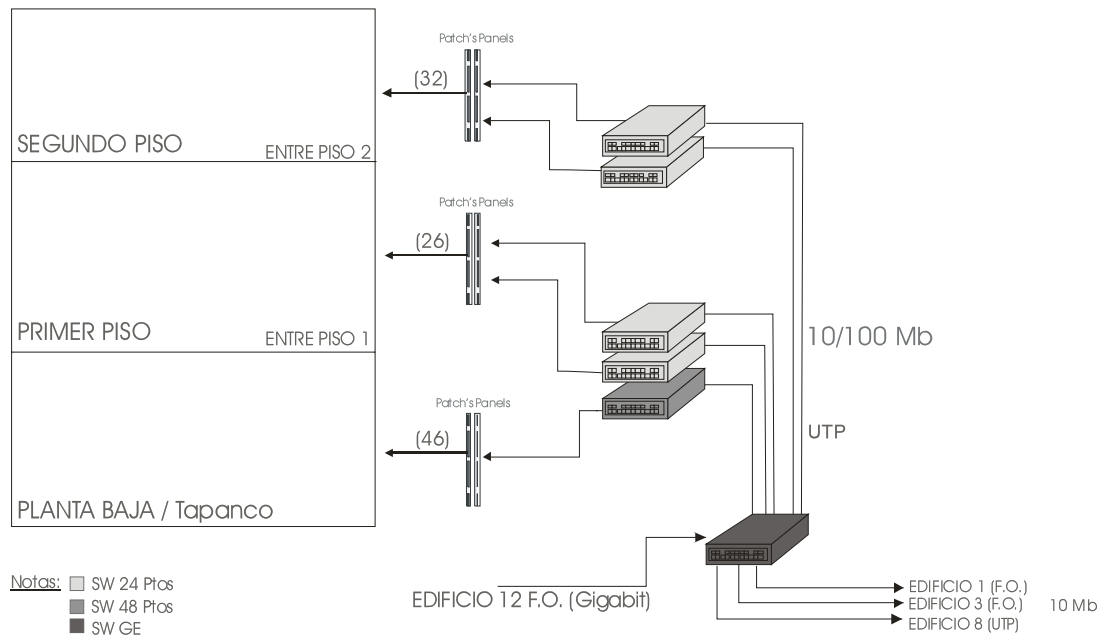 Patch's Panels
(32)
SEGUNDO PISO
ENTRE PISO 2
Patch's Panels
(26)
PRIMER PISO
ENTRE PISO 1
10/100 Mb
Patch's Panels
(46)
UTP
PLANTA BAJA / Tapanco
Notas:
SW 24 Ptos
SW 48 Ptos
SW GE
EDIFICIO 12 F.O. (Gigabit)
EDIFICIO 1 (F.O.)
EDIFICIO 3 (F.O.)
10 Mb
EDIFICIO 8 (UTP)